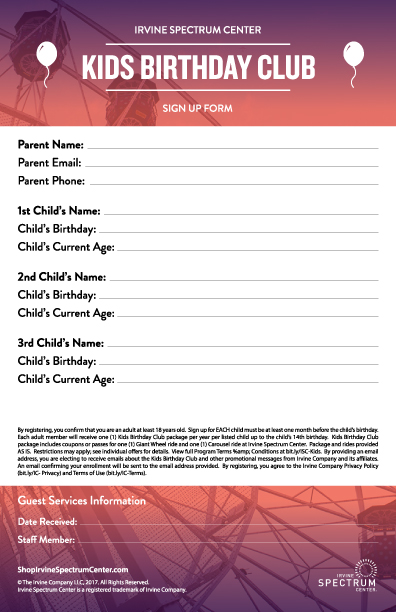 IRVINE SPECTRUM CENTER
KIDS BIRTHDAY CLUB
SIGN UP FORM
Parent Name:
Parent Email:
Parent Phone:
1st Child's Name:
Child's Birthday:
Child's Current Age:
2nd Child's Name:
Child's Birthday:
Child's Current Age:
3rd Child's Name:
Child's Birthday:
Child's Current Age:
By registering, you confirm that you are an adult at least 18 years old. Sign up for EACH child must be at least one month before the child's birthday.
Each adult member will receive one (1) Kids Birthday Club package per year per listed child up to the child's 14th birthday. Kids Birthday Club
package includes coupons or passes for one (1) Giant Wheel ride and one (1) Carousel ride at Irvine Spectrum Center. Package and rides provided
AS IS. Restrictions may apply; see individual offers for details. View full Program Terms %amp; Conditions at bit.ly/ISC-Kids. By providing an email
address, you are electing to receive emails about the Kids Birthday Club and other promotional messages from Irvine Company and its affiliates.
An email confirming your enrollment will be sent to the email address provided. By registering, you agree to the Irvine Company Privacy Policy
(bit.ly/IC- Privacy) and Terms of Use (bit.ly/IC-Terms).
Guest Services Information
Date Received:
Staff Member:
ShopIrvineSpectrumCenter.com
© The Irvine Company LLC, 2017. All Rights Reserved.
Irvine Spectrum Center is a registered trademark of Irvine Company.
IRVINE
SPECTRUM
CENTER